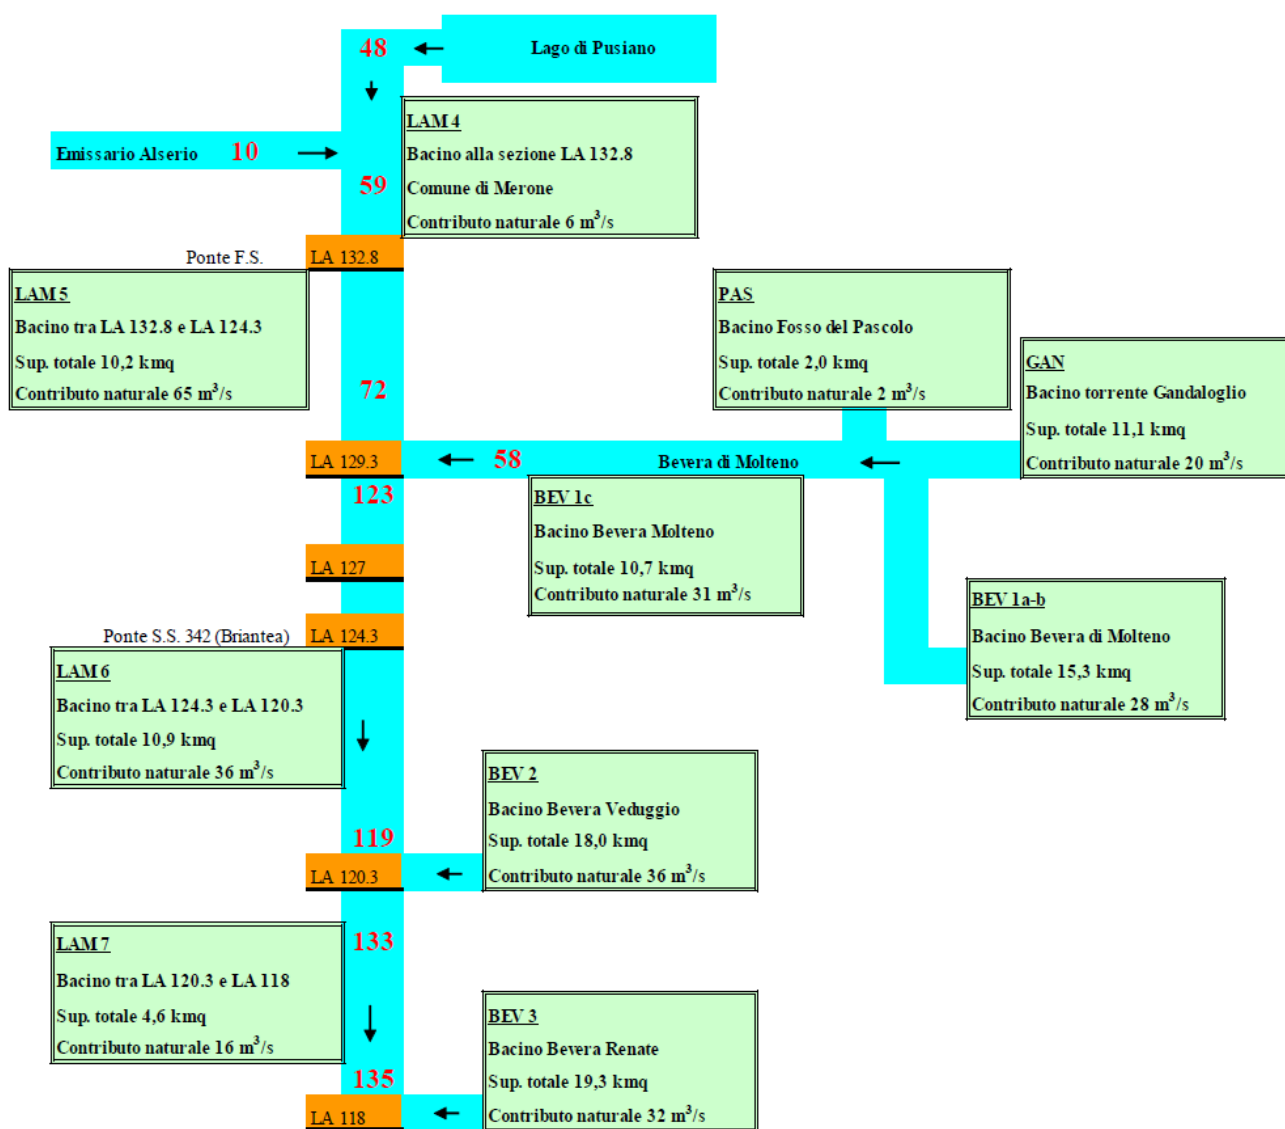 48
Lago di Pusiano
LAM 4
Bacino alla sezione LA 132.8
Comune di Merone
Contributo naturale 6 m³/s
Emissario Alserio 10
59
Ponte F.S.
LA 132.8
LAM 5
Bacino tra LA 132.8 e LA 124.3
Sup. totale 10,2 kmq
Contributo naturale 65 m³/s
72
PAS
Bacino Fosso del Pascolo
Sup. totale 2,0 kmq
Contributo naturale 2 m³/s
GAN
Bacino torrente Gandaloglio
Sup. totale 11,1 kmq
Contributo naturale 20 m³/s
LA 129.3
58
Bevera di Molteno
123
BEV 1c
Bacino Bevera Molteno
Sup. totale 10,7 kmq
Contributo naturale 31 m³/s
LA 127
BEV 1a-b
Bacino Bevera di Molteno
Sup. totale 15,3 kmq
Contributo naturale 28 m³/s
Ponte S.S. 342 (Briantea)
LA 124.3
LAM 6
Bacino tra LA 124.3 e LA 120.3
Sup. totale 10,9 kmq
Contributo naturale 36 m³/s
BEV 2
Bacino Bevera Veduggio
Sup. totale 18,0 kmq
Contributo naturale 36 m³/s
119
LA 120.3
133
LAM 7
Bacino tra LA 120.3 e LA 118
Sup. totale 4,6 kmq
Contributo naturale 16 m³/s
BEV 3
Bacino Bevera Renate
Sup. totale 19,3 kmq
Contributo naturale 32 m³/s
135
LA 118